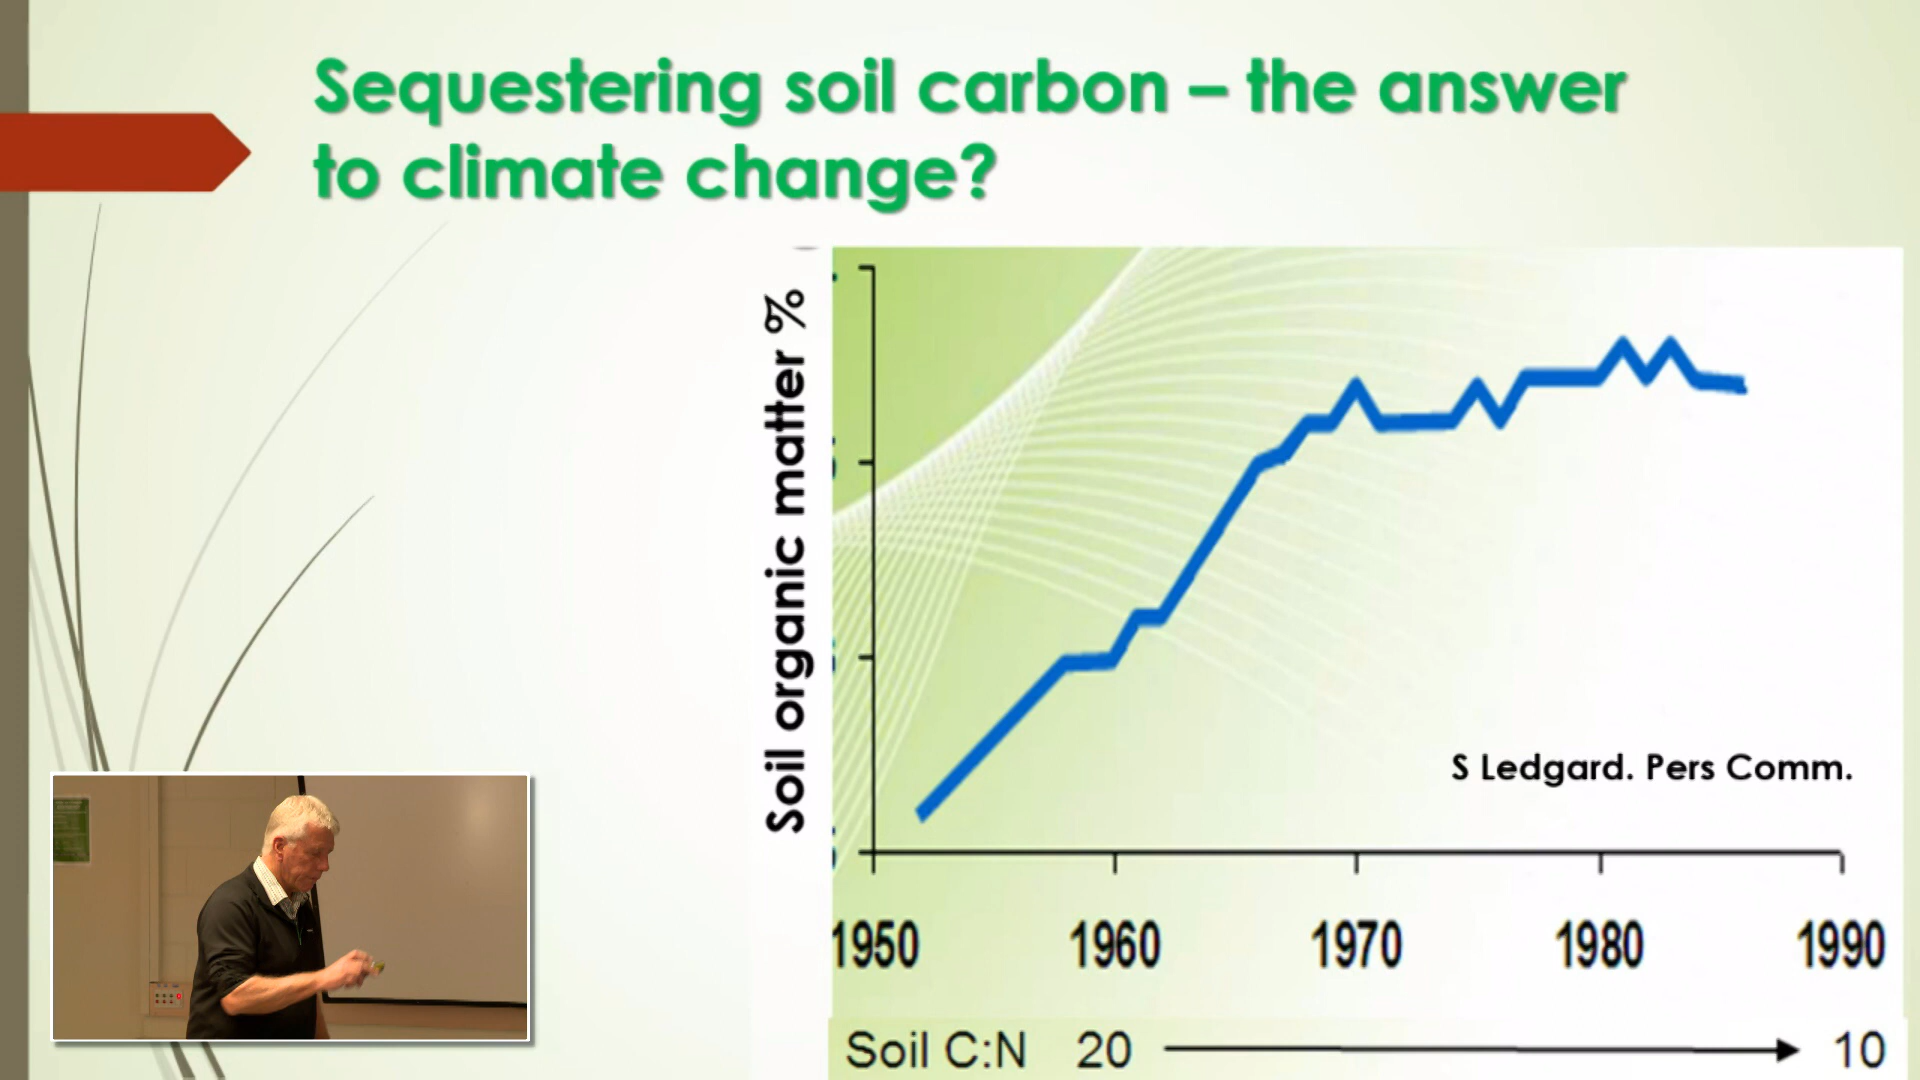 Sequestering soil carbon – the answer
to climate change?
Soil organic matter %
S Ledgard. Pers Comm.
1950 1960 1970 1980 1990
Soil C:N 20 10